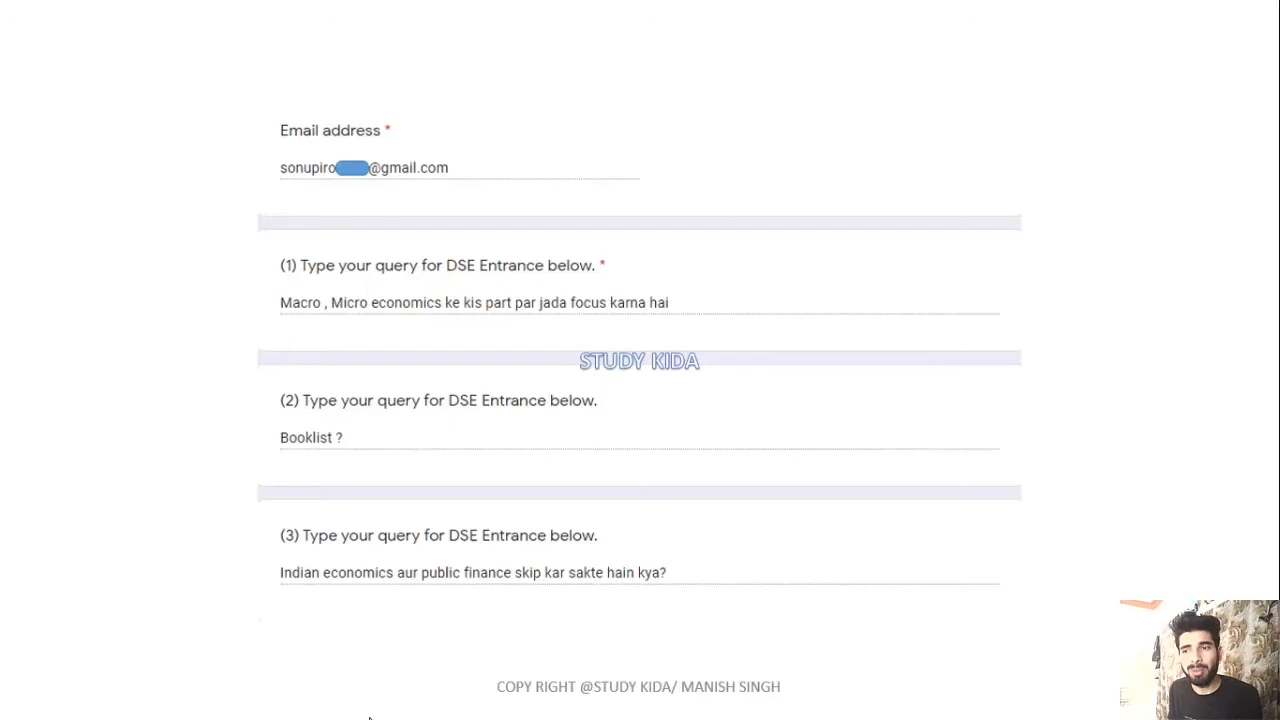 Email address *
sonupiro @gmail.com
(1) Type your query for DSE Entrance below. *
Macro , Micro economics ke kis part par jada focus karna hai
STUDY KIDA
(2) Type your query for DSE Entrance below.
Booklist ?
(3) Type your query for DSE Entrance below.
Indian economics aur public finance skip kar sakte hain kya?
COPY RIGHT @STUDY KIDA/ MANISH SINGH